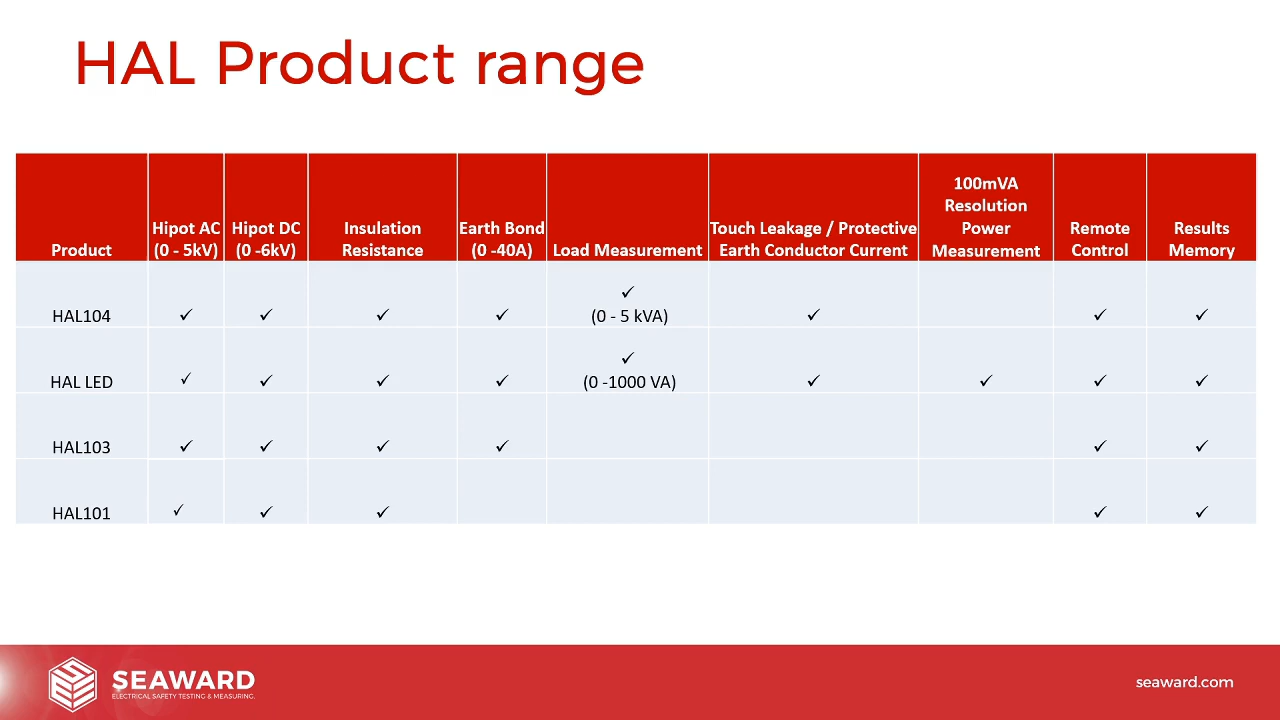 HAL Product range
Product
Hipot AC
(0 - 5kV)
Hipot DC
(0 -6kV)
Insulation
Resistance
Earth Bond
(0 -40A)
Load Measurement
Touch Leakage / Protective
Earth Conductor Current
100mVA
Resolution
Power
Measurement
Remote
Control
Results
Memory
HAL104 ✓ ✓ ✓ ✓ ✓
(0 - 5 kVA) ✓ ✓ ✓
HAL LED ✓ ✓ ✓ ✓ ✓
(0 -1000 VA) ✓ ✓ ✓ ✓
HAL103 ✓ ✓ ✓ ✓ ✓ ✓
HAL101 ✓ ✓ ✓ ✓ ✓
SEAWARD
ELECTRICAL SAFETY TESTING & MEASURING.
seaward.com